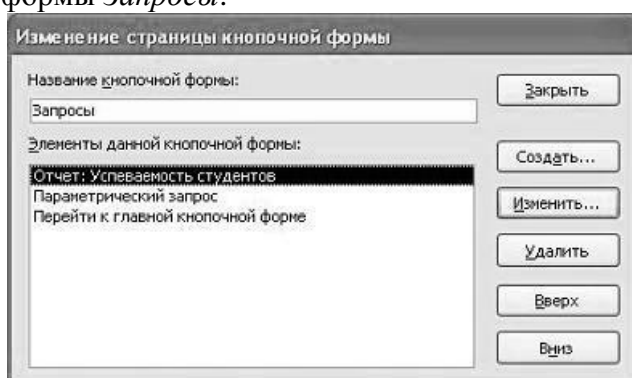 формы Запросы.
Изменение страницы кнопочной формы
Название кнопочной формы:
Закрыть
Запросы
Элементы данной кнопочной формы:
Создать...
Отчет: Успеваемость студентов
Параметрический запрос
Изменить...
Перейти к главной кнопочной форме
Удалить
Вверх
Вниз